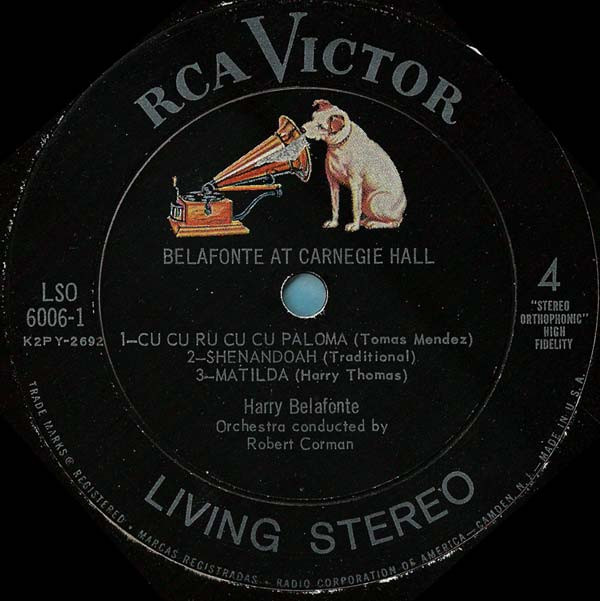 RCA VICTOR
BELAFONTE AT CARNEGIE HALL
LSO
6006-1
K2PY-2692
4
"STEREO
ORTHOPHONIC"
HIGH
FIDELITY
1—CU CU RU CU CU PALOMA (Tomas Mendez)
2—SHENANDOAH (Traditional)
3—MATILDA (Harry Thomas)
Harry Belafonte
Orchestra conducted by
Robert Corman
LIVING STEREO
TRADE MARKS® REGISTERED • MARCAS REGISTRADAS • RADIO CORPORATION OF AMERICA—CAMDEN, N.J.—MADE IN U.S.A.